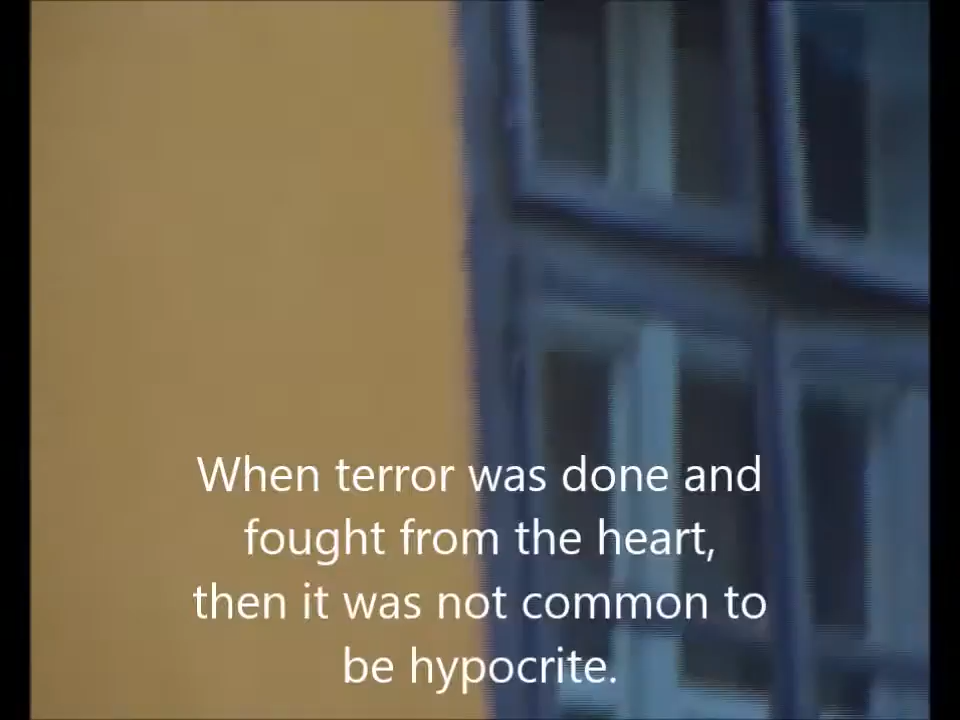 When terror was done and
fought from the heart,
then it was not common to
be hypocrite.